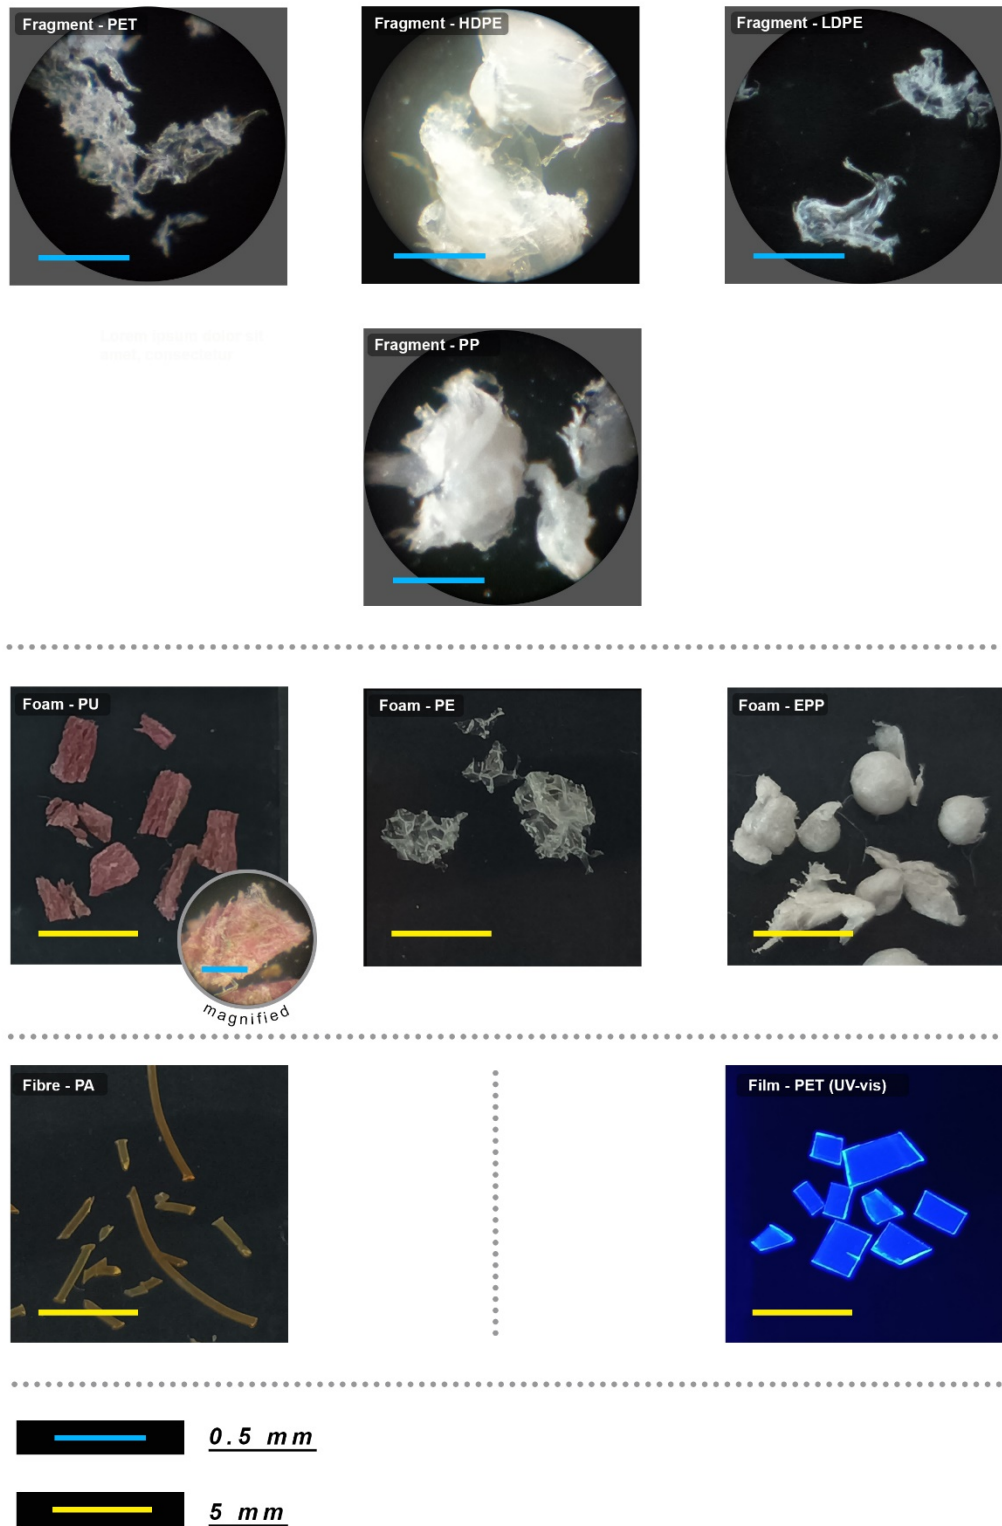 Fragment - PET
Fragment - HDPE
Fragment - LDPE
Fragment - PP
Foam - PU
Foam - PE
Foam - EPP
magnified
Fibre - PA
Film - PET (UV-vis)
0.5 mm
5 mm